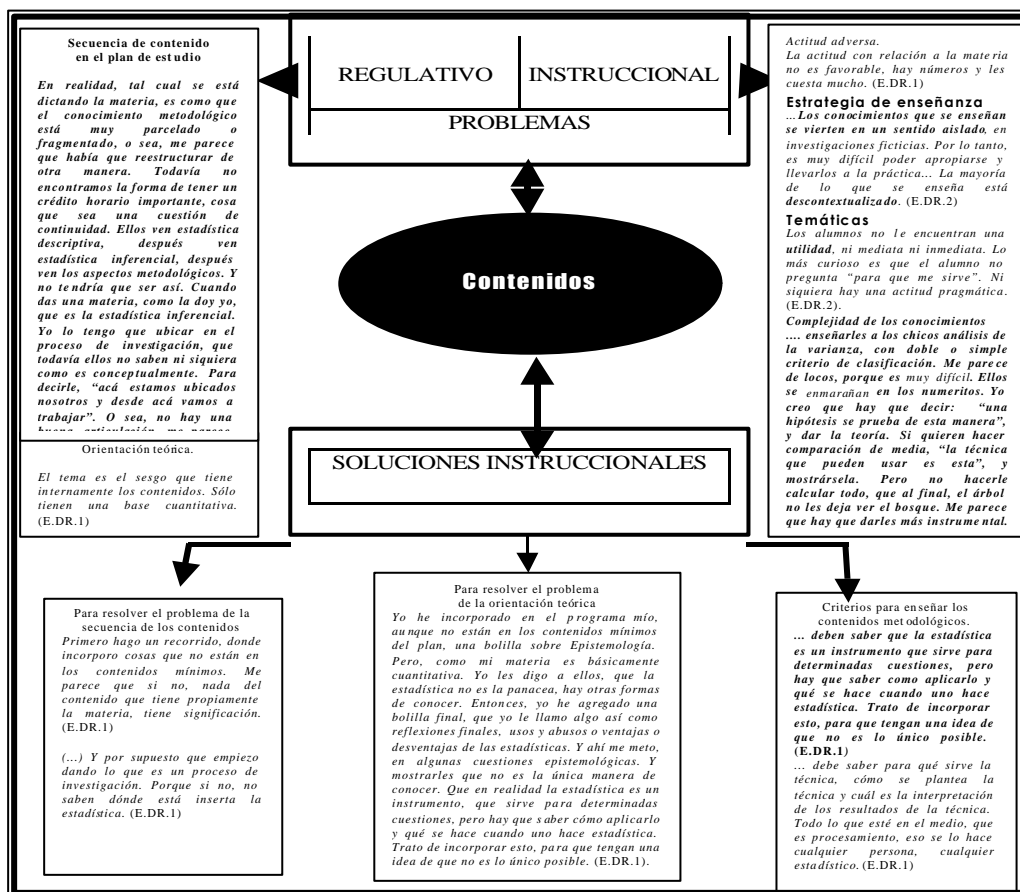 Secuencia de contenido
en el plan de estudio
En realidad, tal cual se está
dictando la materia, es como que
el conocimiento metodológico
está muy parcelado o
fragmentado, o sea, me parece
que había que reestructurar de
otra manera. Todavía no
encontramos la forma de tener un
crédito horario importante, cosa
que sea una cuestión de
continuidad. Ellos ven estadística
descriptiva, después ven
estadística inferencial, después
ven los aspectos metodológicos. Y
no tendría que ser así. Cuando
das una materia, como la doy yo,
que es la estadística inferencial.
Yo lo tengo que ubicar en el
proceso de investigación, que
todavía ellos no saben ni siquiera
como es conceptualmente. Para
decirle, “acá estamos ubicados
nosotros y desde acá vamos a
trabajar”. O sea, no hay una
buena articulación, me parece
Orientación teórica.
El tema es el sesgo que tiene
internamente los contenidos. Sólo
tienen una base cuantitativa.
(E.DR.1)
REGULATIVO
INSTRUCCIONAL
PROBLEMAS
Contenidos
SOLUCIONES INSTRUCCIONALES
Actitud adversa.
La actitud con relación a la materia
no es favorable, hay números y les
cuesta mucho. (E.DR.1)
Estrategia de enseñanza
...Los conocimientos que se enseñan
se vierten en un sentido aislado, en
investigaciones ficticias. Por lo tanto,
es muy difícil poder apropiarse y
llevarlos a la práctica... La mayoría
de lo que se enseña está
descontextualizado. (E.DR.2)
Temáticas
Los alumnos no le encuentran una
utilidad, ni mediata ni inmediata. Lo
más curioso es que el alumno no
pregunta “para que me sirve”. Ni
siquiera hay una actitud pragmática.
(E.DR.2).
Complejidad de los conocimientos
.... enseñarles a los chicos análisis de
la varianza, con doble o simple
criterio de clasificación. Me parece
de locos, porque es muy difícil. Ellos
se enmarañan en los numeritos. Yo
creo que hay que decir: “una
hipótesis se prueba de esta manera”,
y dar la teoría. Si quieren hacer
comparación de media, “la técnica
que pueden usar es esta”, y
mostrársela. Pero no hacerle
calcular todo, que al final, el árbol
no les deja ver el bosque. Me parece
que hay que darles más instrumental.
Para resolver el problema de la
secuencia de los contenidos
Primero hago un recorrido, donde
incorporo cosas que no están en
los contenidos mínimos. Me
parece que si no, nada del
contenido que tiene propiamente
la materia, tiene significación.
(E.DR.1)
(...) Y por supuesto que empiezo
dando lo que es un proceso de
investigación. Porque si no, no
saben dónde está inserta la
estadística. (E.DR.1)
Para resolver el problema
de la orientación teórica
Yo he incorporado en el programa mío,
aunque no están en los contenidos mínimos
del plan, una bolilla sobre Epistemología.
Pero, como mi materia es básicamente
cuantitativa. Yo les digo a ellos, que la
estadística no es la panacea, hay otras formas
de conocer. Entonces, yo he agregado una
bolilla final, que yo le llamo algo así como
reflexiones finales, usos y abusos o ventajas o
desventajas de las estadísticas. Y ahí me meto,
en algunas cuestiones epistemológicas. Y
mostrarles que no es la única manera de
conocer. Que en realidad la estadística es un
instrumento, que sirve para determinadas
cuestiones, pero hay que saber cómo aplicarlo
y qué se hace cuando uno hace estadística.
Trato de incorporar esto, para que tengan una
idea de que no es lo único posible. (E.DR.1).
Criterios para enseñar los
contenidos metodológicos.
... deben saber que la estadística
es un instrumento que sirve para
determinadas cuestiones, pero
hay que saber como aplicarlo y
qué se hace cuando uno hace
estadística. Trato de incorporar
esto, para que tengan una idea de
que no es lo único posible.
(E.DR.1)
... debe saber para qué sirve la
técnica, cómo se plantea la
técnica y cuál es la interpretación
de los resultados de la técnica.
Todo lo que esté en el medio, que
es procesamiento, eso se lo hace
cualquier persona, cualquier
estadístico. (E.DR.1)